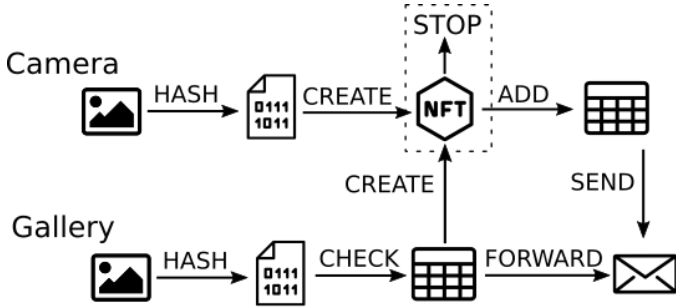 STOP
Camera
HASH
0111
1011
CREATE
NFT
ADD
CREATE
SEND
Gallery
HASH
0111
1011
CHECK
FORWARD